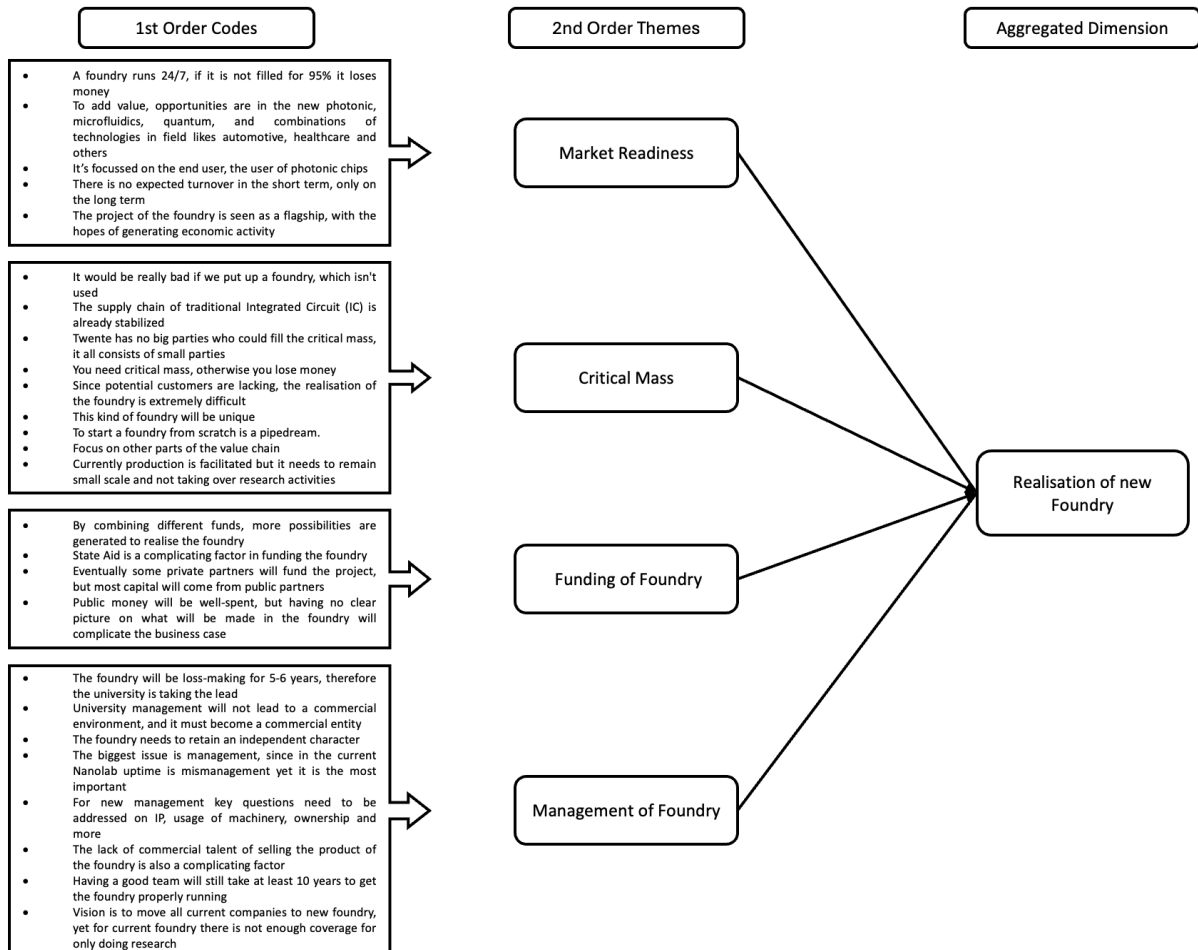 1st Order Codes
2nd Order Themes
Aggregated Dimension
• A foundry runs 24/7, if it is not filled for 95% it loses
money
• To add value, opportunities are in the new photonic,
microfluidics, quantum, and combinations of
technologies in field likes automotive, healthcare and
others
• It's focussed on the end user, the user of photonic chips
• There is no expected turnover in the short term, only on
the long term
• The project of the foundry is seen as a flagship, with the
hopes of generating economic activity
Market Readiness
• It would be really bad if we put up a foundry, which isn't
used
• The supply chain of traditional Integrated Circuit (IC) is
already stabilized
• Twente has no big parties who could fill the critical mass,
it all consists of small parties
• You need critical mass, otherwise you lose money
• Since potential customers are lacking, the realisation of
the foundry is extremely difficult
• This kind of foundry will be unique
• To start a foundry from scratch is a pipedream.
• Focus on other parts of the value chain
• Currently production is facilitated but it needs to remain
small scale and not taking over research activities
Critical Mass
• By combining different funds, more possibilities are
generated to realise the foundry
• State Aid is a complicating factor in funding the foundry
• Eventually some private partners will fund the project,
but most capital will come from public partners
• Public money will be well-spent, but having no clear
picture on what will be made in the foundry will
complicate the business case
Funding of Foundry
• The foundry will be loss-making for 5-6 years, therefore
the university is taking the lead
• University management will not lead to a commercial
environment, and it must become a commercial entity
• The foundry needs to retain an independent character
• The biggest issue is management, since in the current
Nanolab uptime is mismanagement yet it is the most
important
• For new management key questions need to be
addressed on IP, usage of machinery, ownership and
more
• The lack of commercial talent of selling the product of
the foundry is also a complicating factor
• Having a good team will still take at least 10 years to get
the foundry properly running
• Vision is to move all current companies to new foundry,
yet for current foundry there is not enough coverage for
only doing research
Management of Foundry
Realisation of new
Foundry